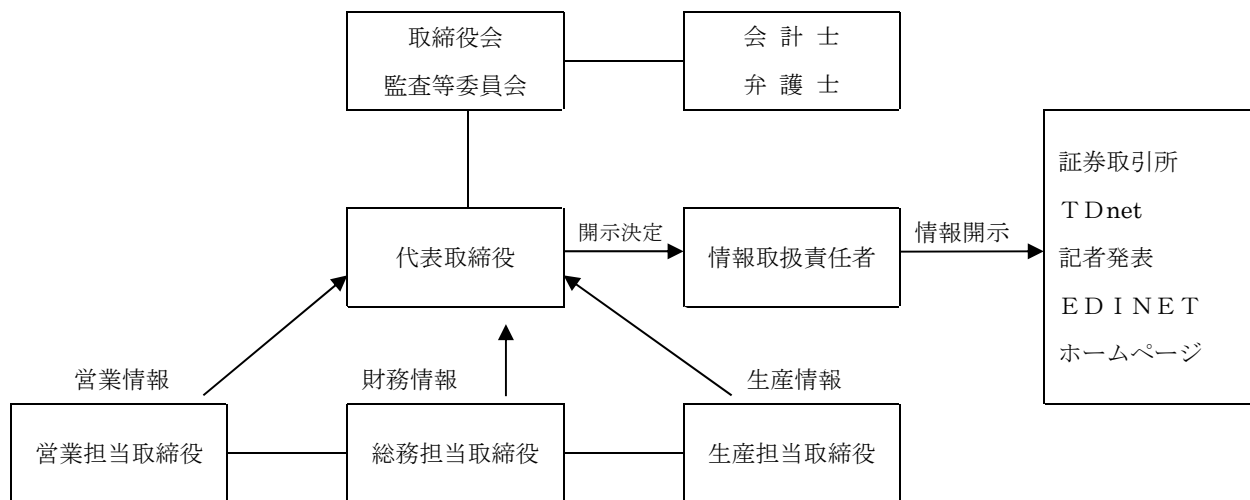 取締役会
監査等委員会
会 計 士
弁 護 士
証券取引所
ＴＤnet
記者発表
ＥＤＩＮＥＴ
ホームページ
代表取締役
開示決定
情報取扱責任者
情報開示
営業情報
財務情報
生産情報
営業担当取締役
総務担当取締役
生産担当取締役